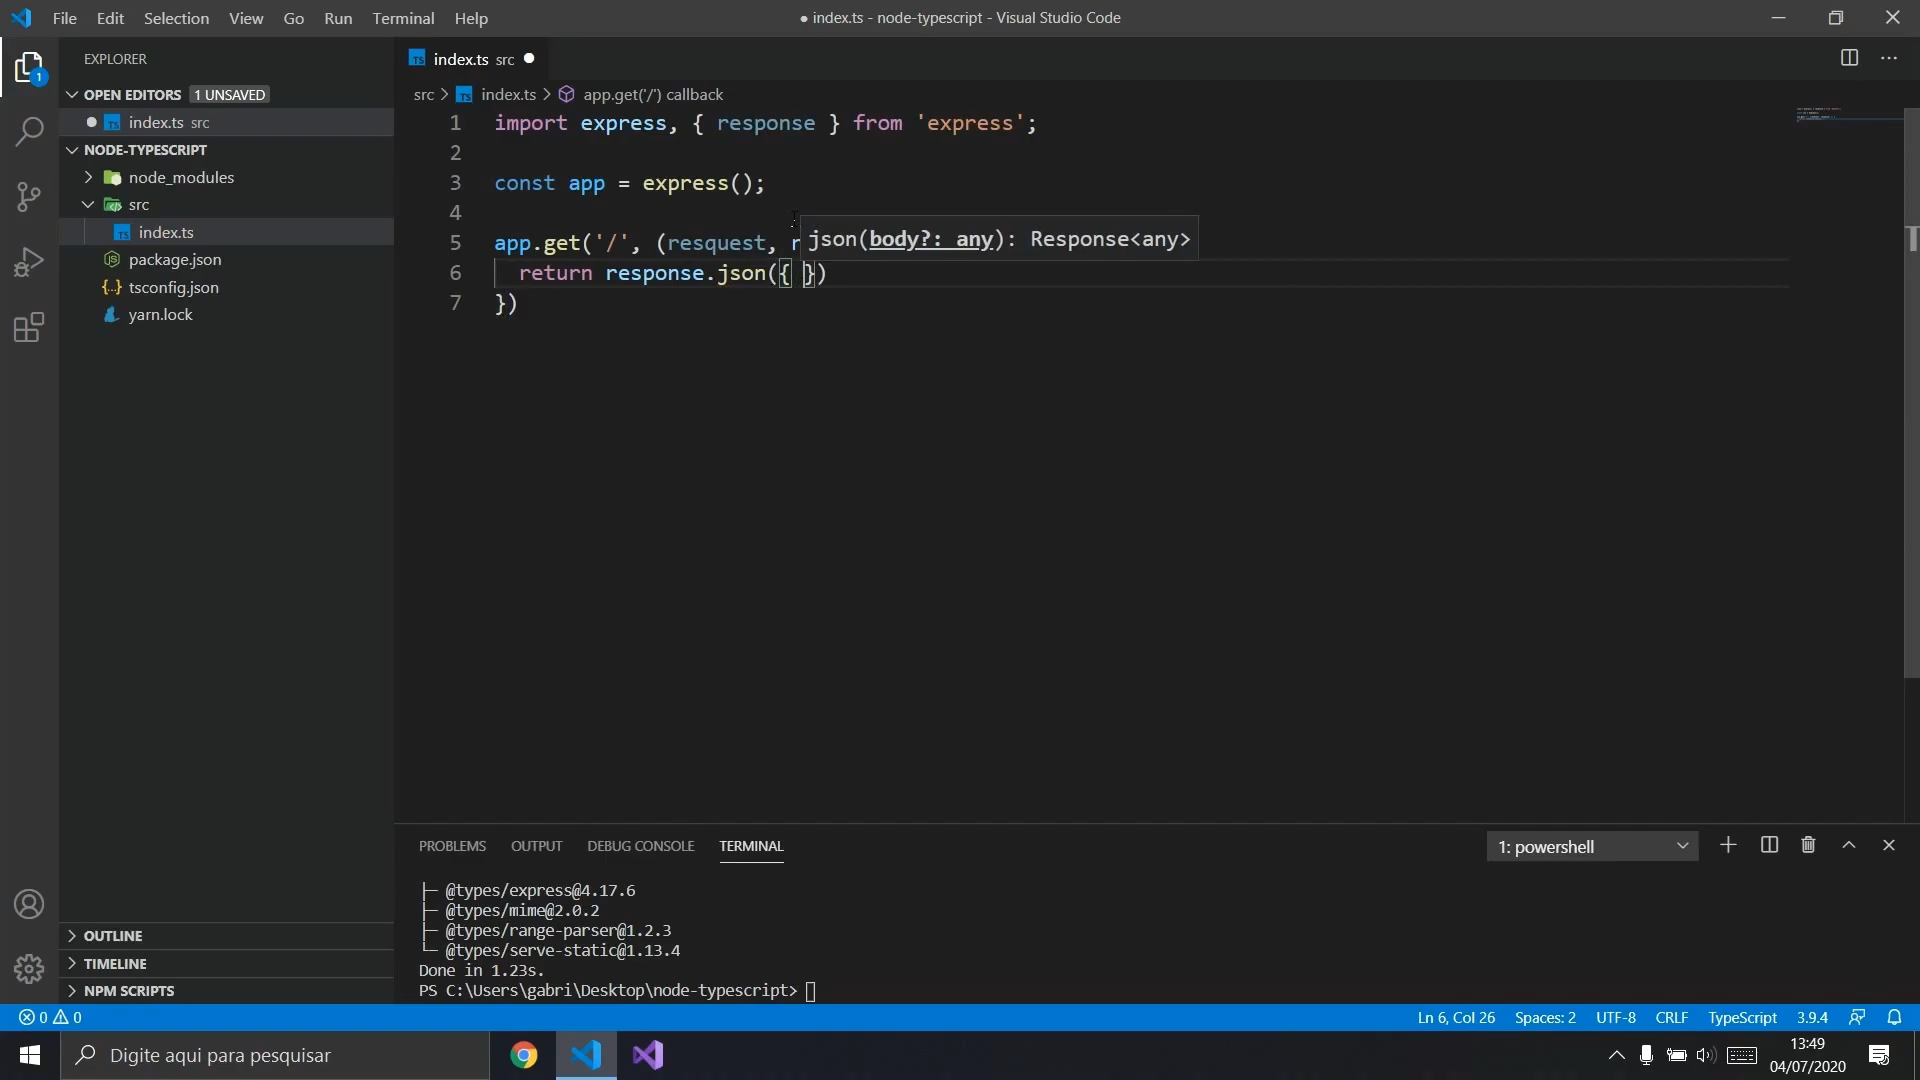 File Edit Selection View Go Run Terminal Help
● index.ts - node-typescript - Visual Studio Code
EXPLORER
OPEN EDITORS 1 UNSAVED
● TS index.ts src
NODE-TYPESCRIPT
node_modules
src
TS index.ts
package.json
{..} tsconfig.json
yarn.lock
OUTLINE
TIMELINE
NPM SCRIPTS
1
TS index.ts src ●
src > TS index.ts > app.get('/') callback
1 import express, { response } from 'express';
2
3 const app = express();
4
5 app.get('/', (resquest, r
json(body?: any): Response<any>
6 return response.json({ })
7 })
PROBLEMS OUTPUT DEBUG CONSOLE TERMINAL
1: powershell
├─ @types/express@4.17.6
├─ @types/mime@2.0.2
├─ @types/range-parser@1.2.3
└─ @types/serve-static@1.13.4
Done in 1.23s.
PS C:\Users\gabri\Desktop\node-typescript>
0 0
Ln 6, Col 26 Spaces: 2 UTF-8 CRLF TypeScript 3.9.4
Digite aqui para pesquisar
13:49
04/07/2020